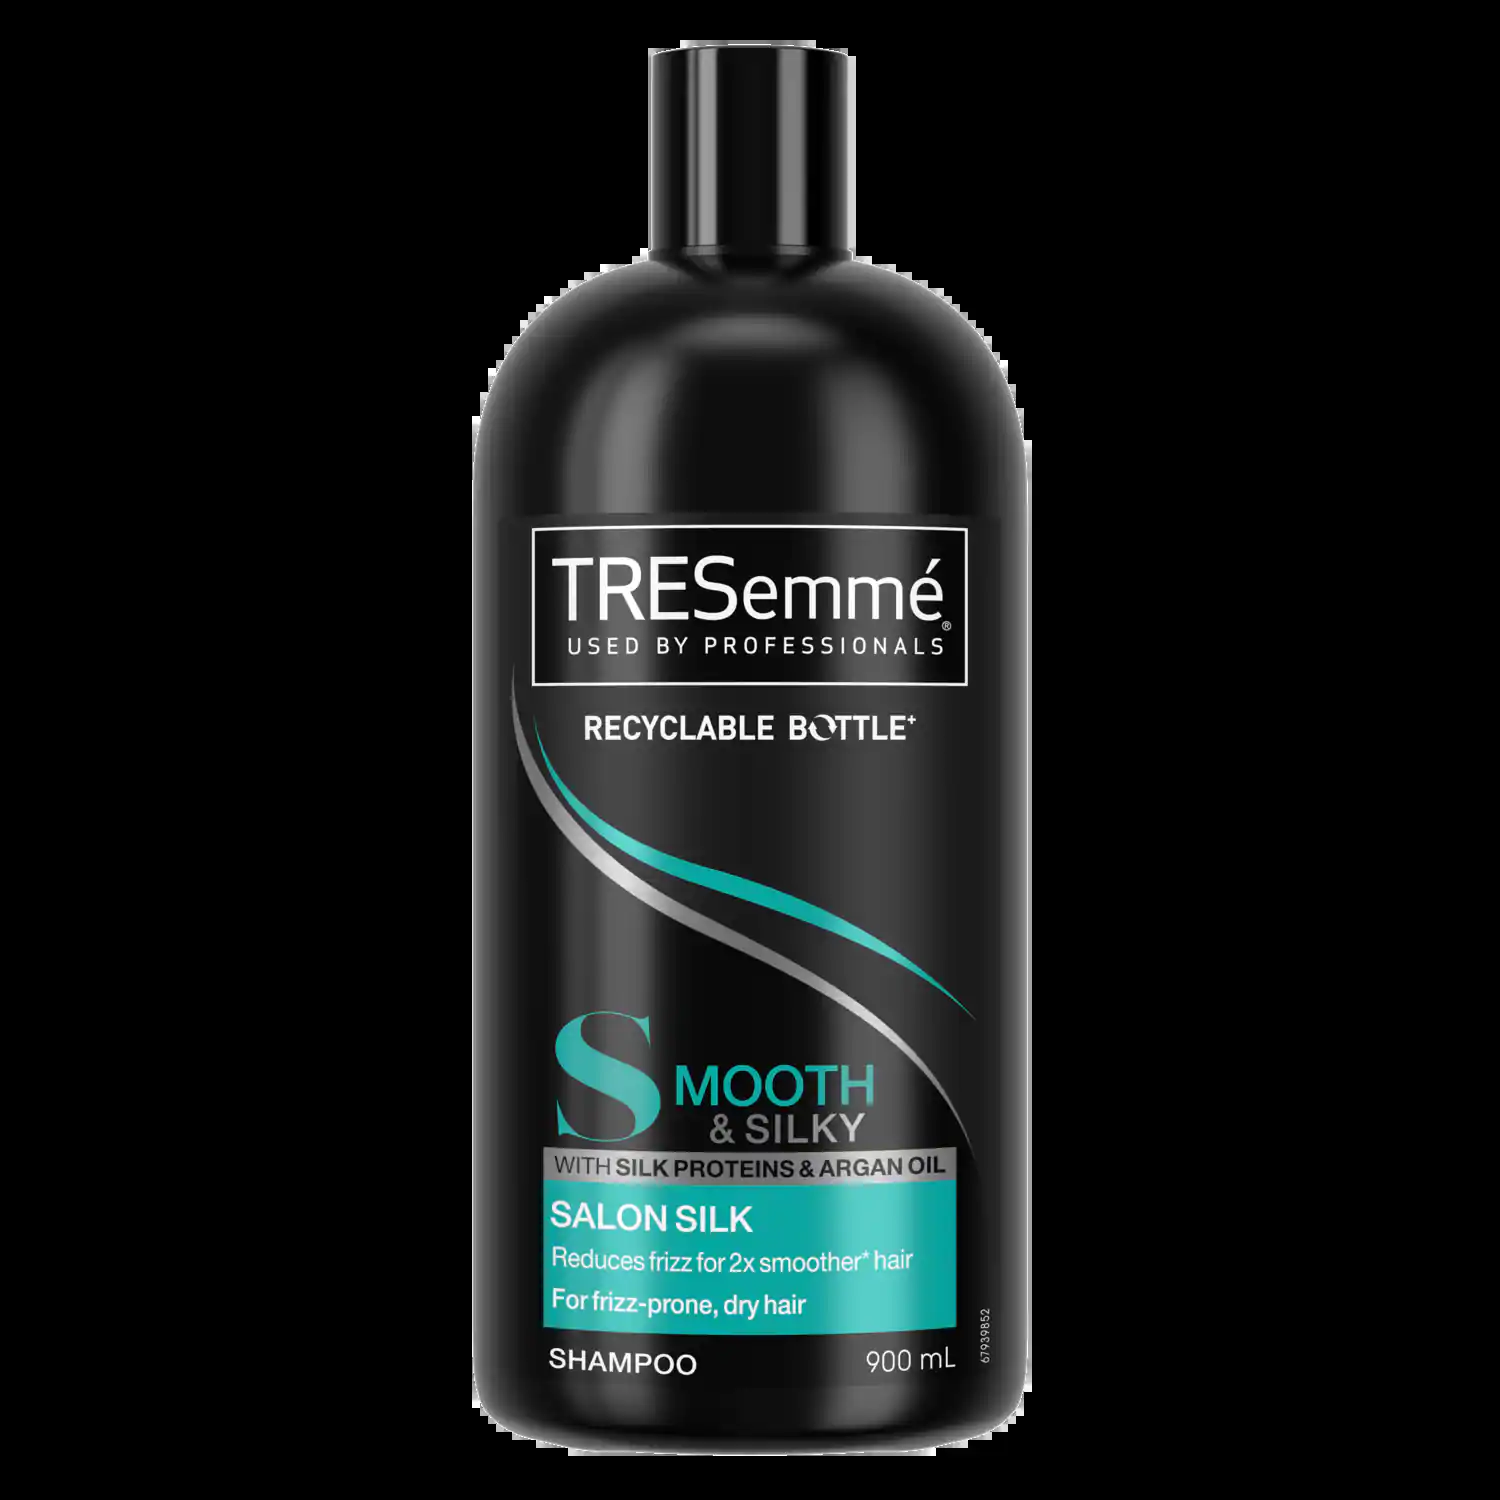 TRESemmé®
USED BY PROFESSIONALS
RECYCLABLE BOTTLE+
SMOOTH
& SILKY
WITH SILK PROTEINS & ARGAN OIL
SALON SILK
Reduces frizz for 2x smoother* hair
For frizz-prone, dry hair
SHAMPOO 900 mL
67939852